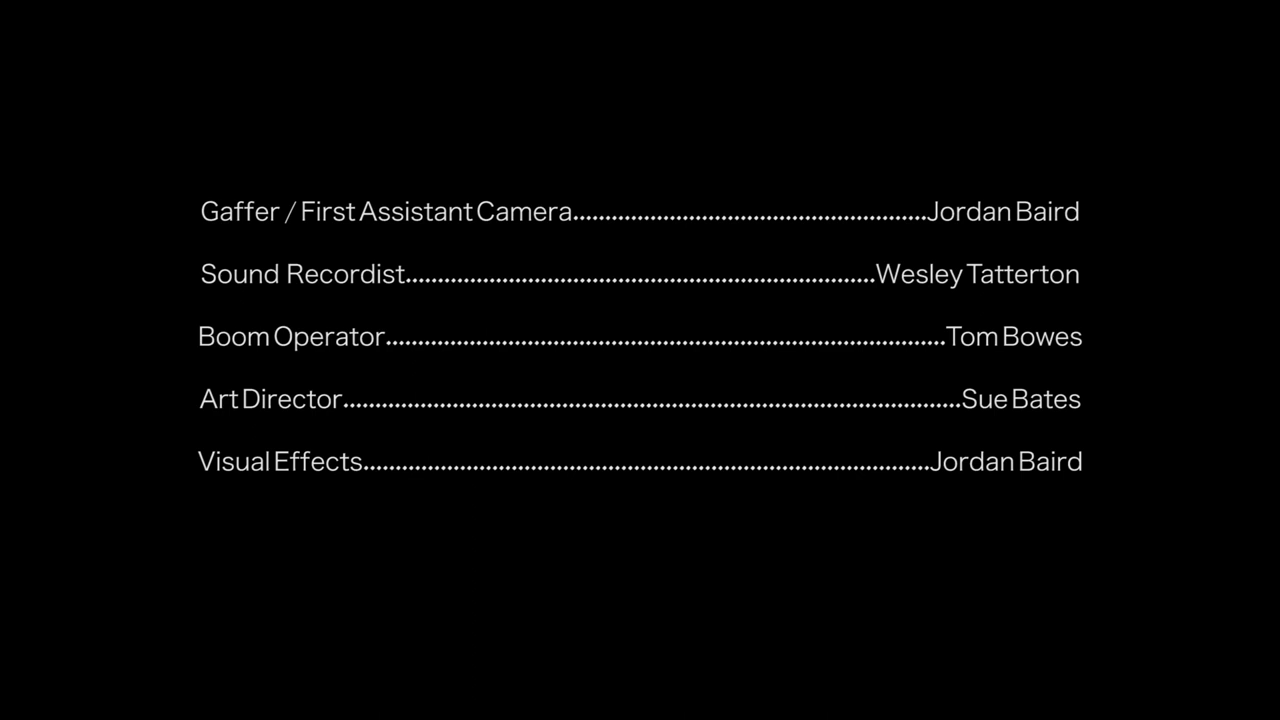 Gaffer / First Assistant Camera.................................................................Jordan Baird
Sound Recordist......................................................................................Wesley Tatterton
Boom Operator.......................................................................................................Tom Bowes
Art Director..................................................................................................................Sue Bates
Visual Effects........................................................................................................Jordan Baird